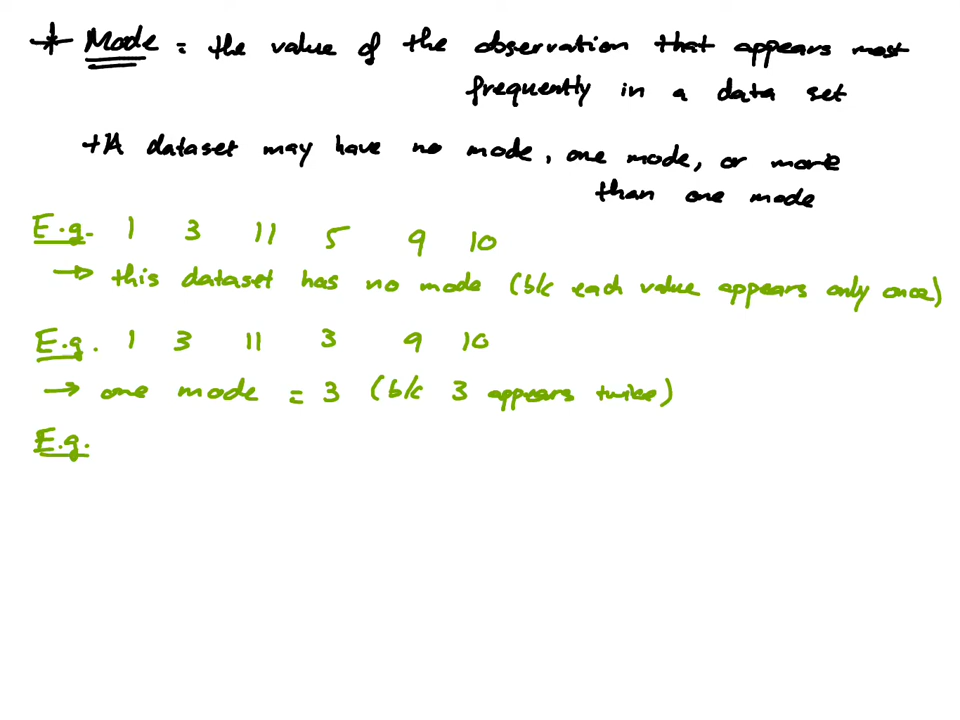 * Mode = the value of the observation that appears most
frequently in a data set
+ A dataset may have no mode, one mode, or more
than one mode
E.g. 1 3 11 5 9 10
→ this dataset has no mode (b/c each value appears only once)
E.g. 1 3 11 3 9 10
→ one mode = 3 (b/c 3 appears twice)
E.g.